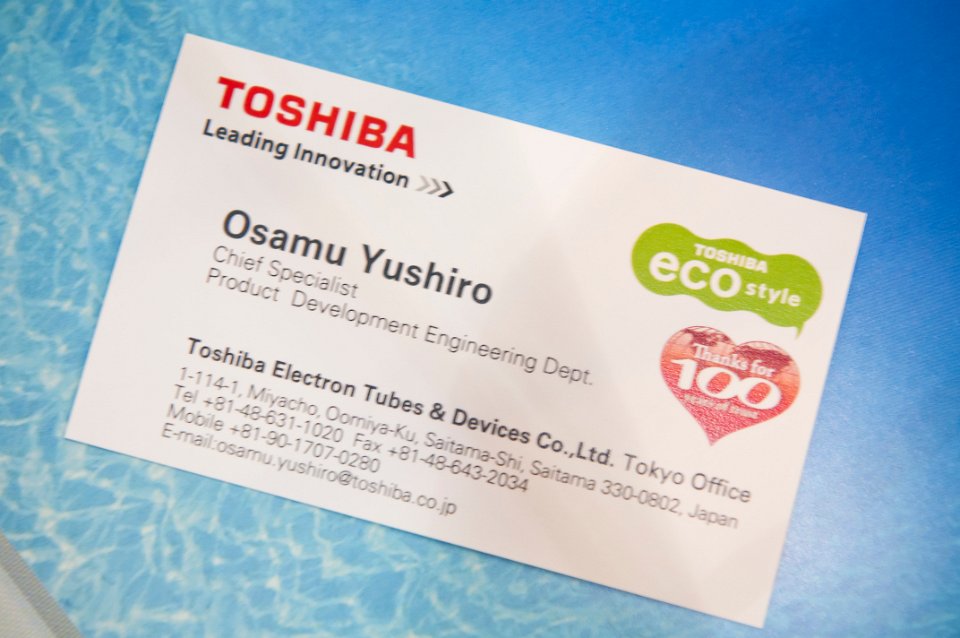 TOSHIBA
Leading Innovation >>>
Osamu Yushiro
Chief Specialist
Product Development Engineering Dept.
TOSHIBA
eco style
Thanks for
100
years of trust
Toshiba Electron Tubes & Devices Co.,Ltd. Tokyo Office
1-114-1, Miyacho, Oomiya-Ku, Saitama-Shi, Saitama 330-0802, Japan
Tel +81-48-631-1020 Fax +81-48-643-2034
Mobile +81-90-1707-0280
E-mail:osamu.yushiro@toshiba.co.jp